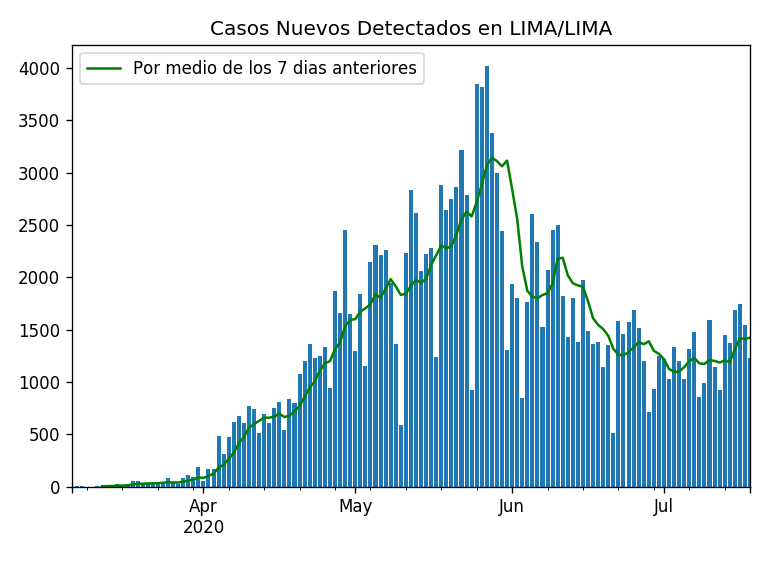 Casos Nuevos Detectados en LIMA/LIMA
Por medio de los 7 dias anteriores
4000
3500
3000
2500
2000
1500
1000
500
0
Apr
2020
May
Jun
Jul